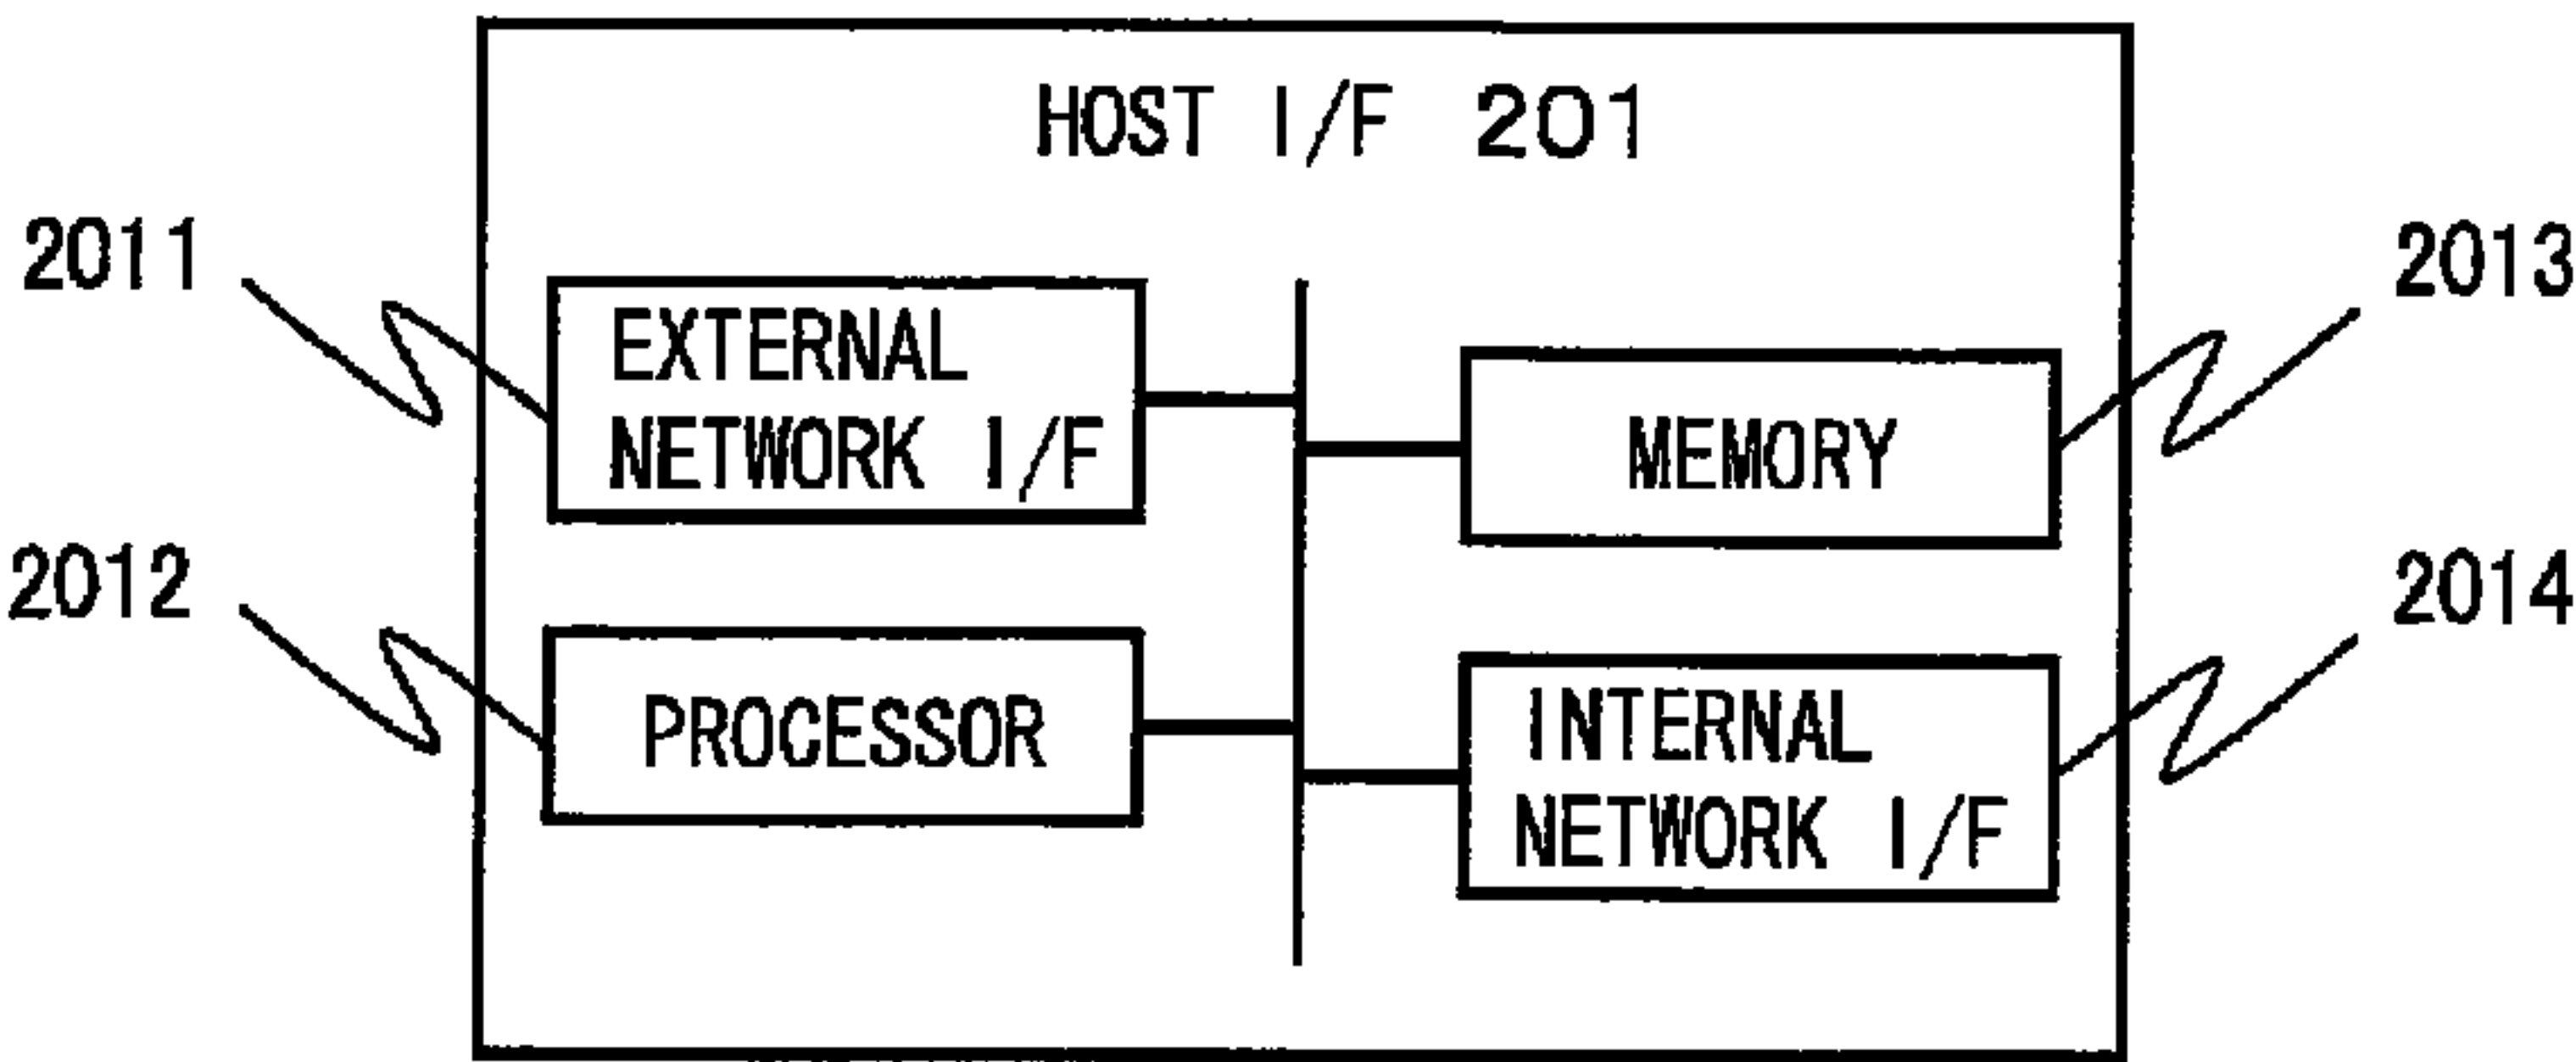 HOST I/F 201
2011
EXTERNAL
NETWORK I/F
2013
MEMORY
2012
PROCESSOR
2014
INTERNAL
NETWORK I/F